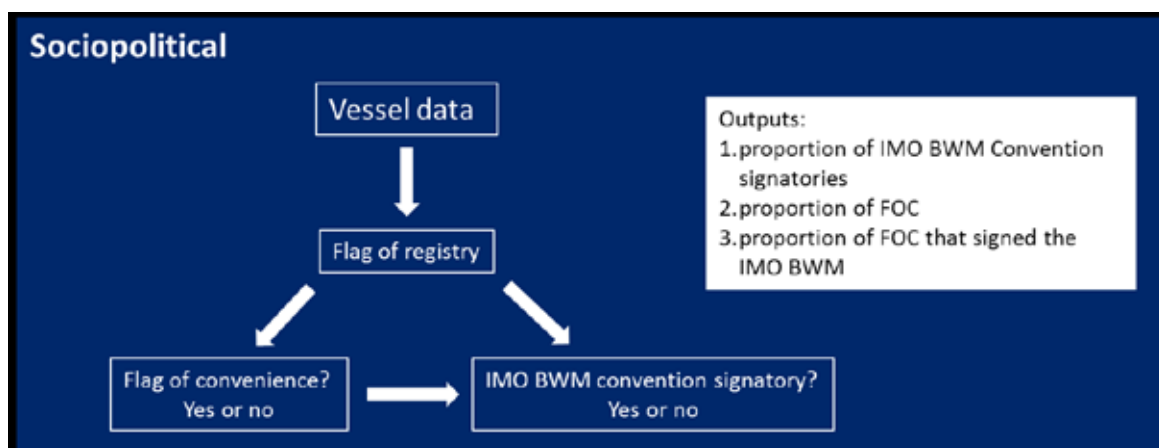 Sociopolitical
Vessel data
Flag of registry
Flag of convenience?
Yes or no
IMO BWM convention signatory?
Yes or no
Outputs:
1.proportion of IMO BWM Convention
signatories
2.proportion of FOC
3.proportion of FOC that signed the
IMO BWM